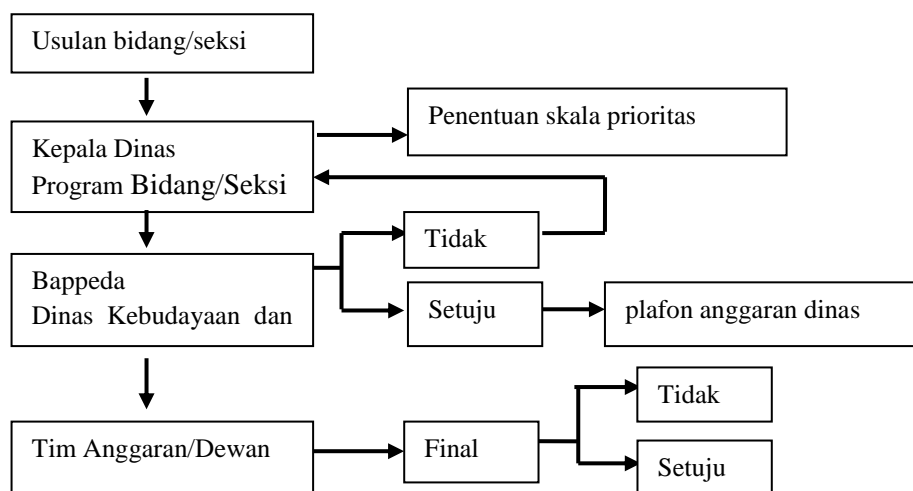 Usulan bidang/seksi
Penentuan skala prioritas
Kepala Dinas
Program Bidang/Seksi
Tidak
Bappeda
Dinas Kebudayaan dan
Setuju
plafon anggaran dinas
Tidak
Tim Anggaran/Dewan
Final
Setuju